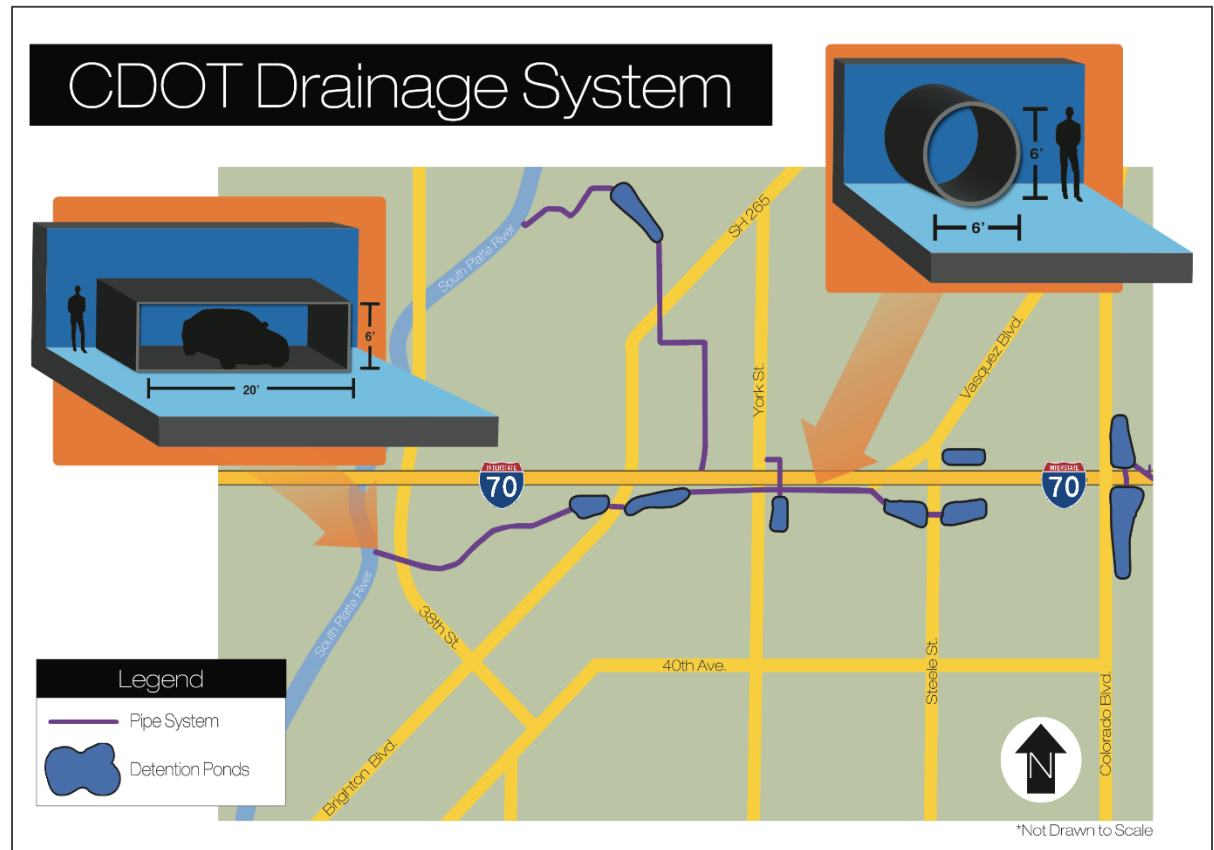 CDOT Drainage System
6'
6'
6'
20'
SH 265
South Platte River
York St.
Vasquez Blvd.
INTERSTATE
70
INTERSTATE
70
South Platte River
38th St.
40th Ave.
Steele St.
Colorado Blvd.
Brighton Blvd.
Legend
Pipe System
Detention Ponds
N
*Not Drawn to Scale